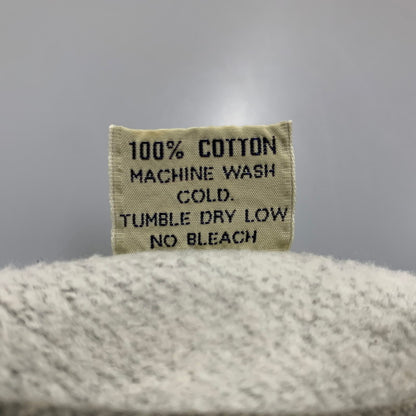 100% COTTON
MACHINE WASH
COLD.
TUMBLE DRY LOW
NO BLEACH